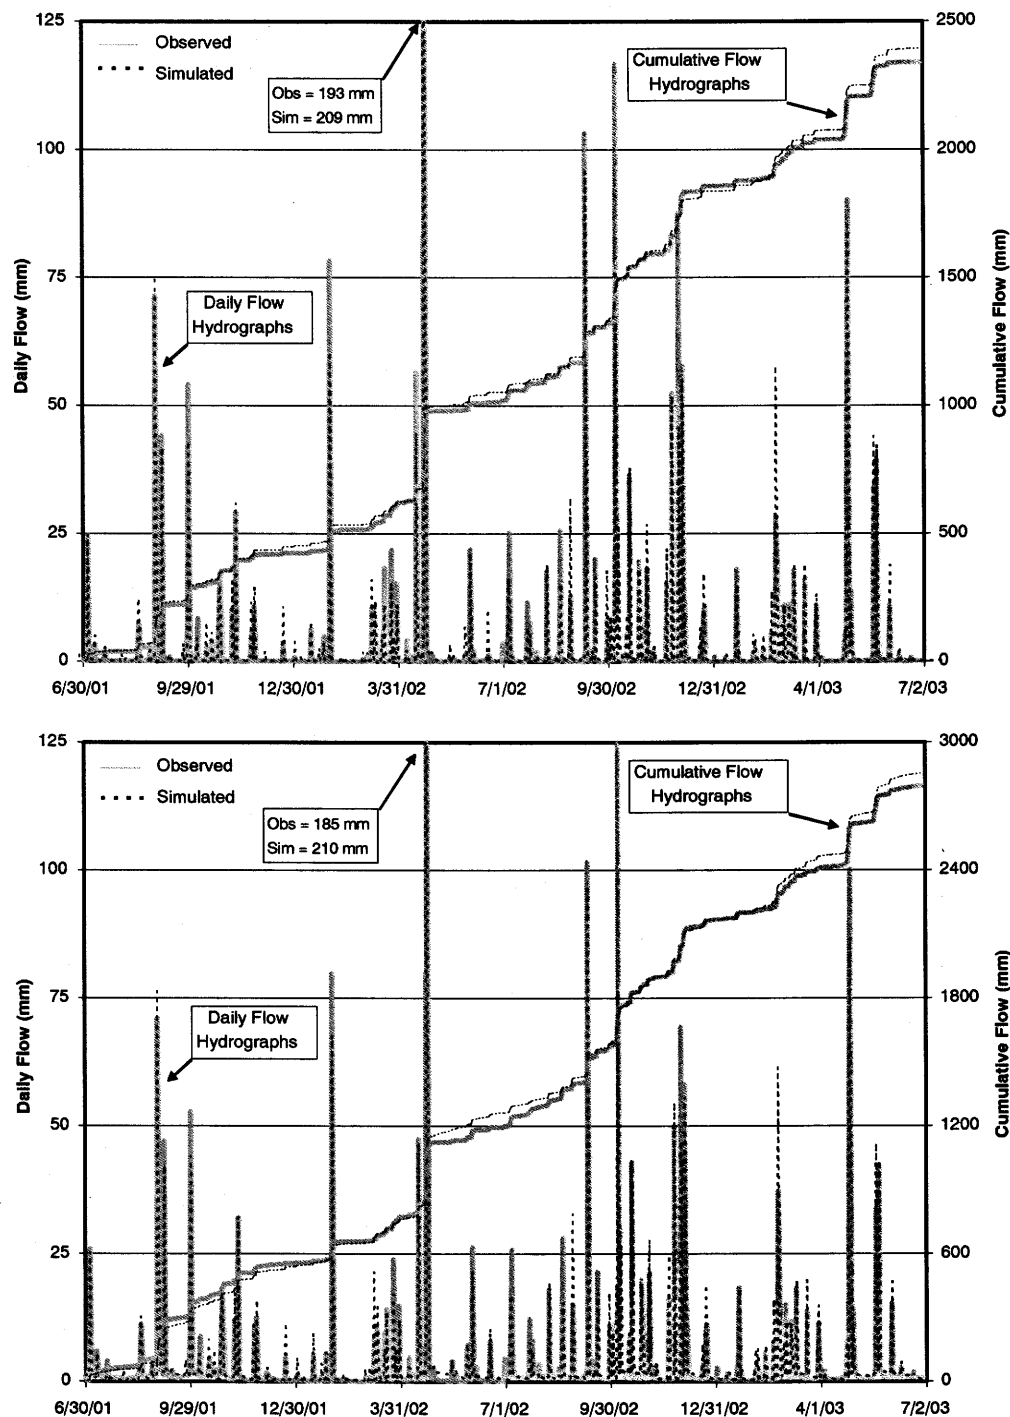 125
2500
Observed
Simulated
Obs = 193 mm
Sim = 209 mm
Cumulative Flow
Hydrographs
100
2000
75
1500
Daily Flow
Hydrographs
50
1000
25
500
0
0
6/30/01
9/29/01
12/30/01
3/31/02
7/1/02
9/30/02
12/31/02
4/1/03
7/2/03
Daily Flow (mm)
Cumulative Flow (mm)
125
3000
Observed
Simulated
Obs = 185 mm
Sim = 210 mm
Cumulative Flow
Hydrographs
100
2400
75
1800
Daily Flow
Hydrographs
50
1200
25
600
0
0
6/30/01
9/29/01
12/30/01
3/31/02
7/1/02
9/30/02
12/31/02
4/1/03
7/2/03
Daily Flow (mm)
Cumulative Flow (mm)